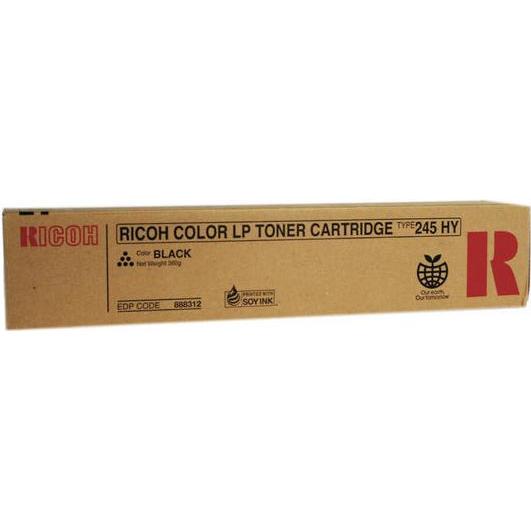 RICOH
RICOH COLOR LP TONER CARTRIDGE TYPE 245 HY
Color BLACK
Net Weight 360g
EDP CODE 888312
PRINTED WITH
SOY INK
Our earth,
Our tomorrow
R